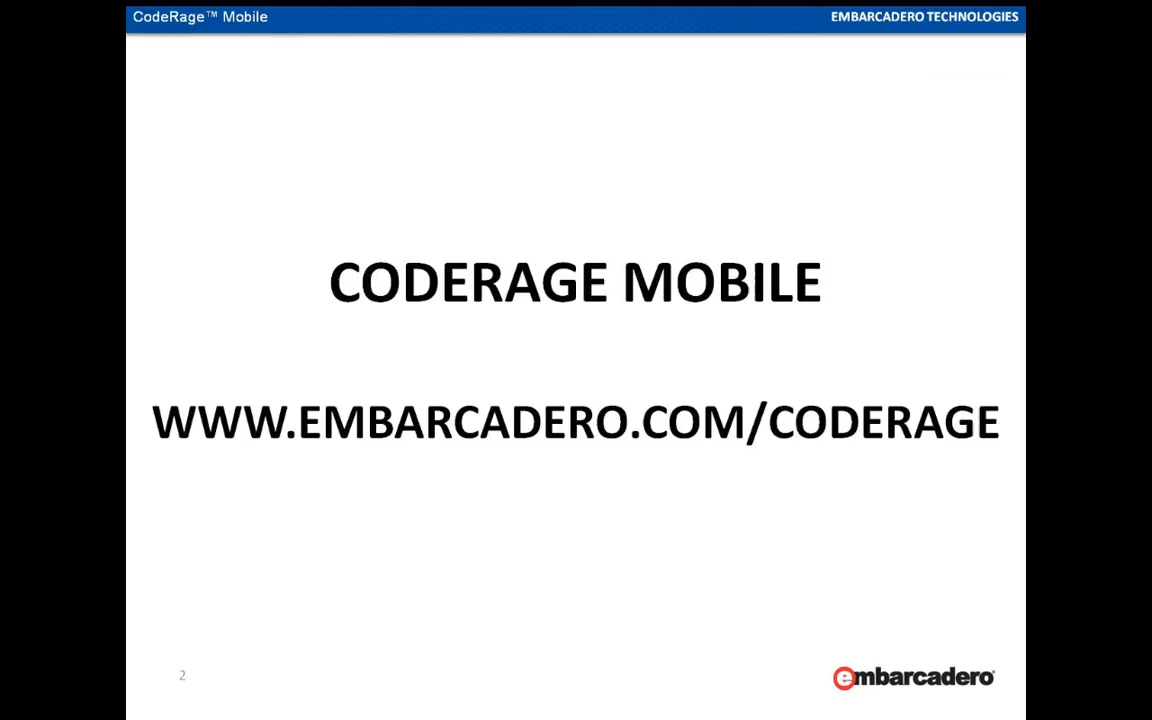 CodeRage™ Mobile
EMBARCADERO TECHNOLOGIES
CODERAGE MOBILE
WWW.EMBARCADERO.COM/CODERAGE
2
embarcadero®